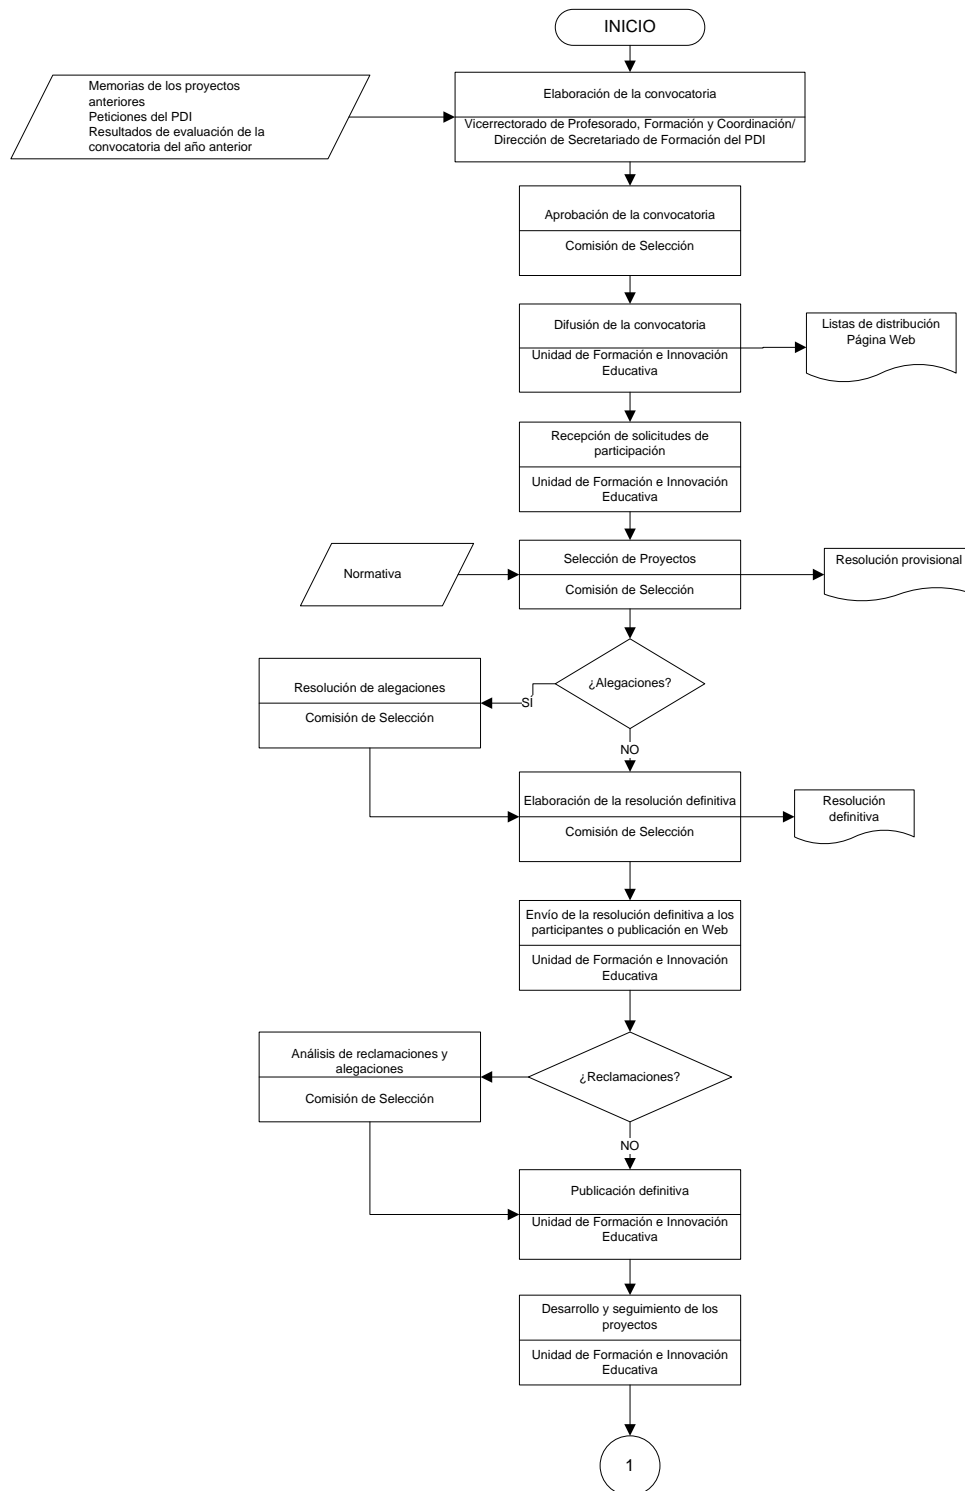 INICIO
Memorias de los proyectos
anteriores
Peticiones del PDI
Resultados de evaluación de la
convocatoria del año anterior
Elaboración de la convocatoria
Vicerrectorado de Profesorado, Formación y Coordinación/
Dirección de Secretariado de Formación del PDI
Aprobación de la convocatoria
Comisión de Selección
Difusión de la convocatoria
Unidad de Formación e Innovación
Educativa
Listas de distribución
Página Web
Recepción de solicitudes de
participación
Unidad de Formación e Innovación
Educativa
Normativa
Selección de Proyectos
Comisión de Selección
Resolución provisional
¿Alegaciones?
SÍ
Resolución de alegaciones
Comisión de Selección
NO
Elaboración de la resolución definitiva
Comisión de Selección
Resolución
definitiva
Envío de la resolución definitiva a los
participantes o publicación en Web
Unidad de Formación e Innovación
Educativa
¿Reclamaciones?
Análisis de reclamaciones y
alegaciones
Comisión de Selección
NO
Publicación definitiva
Unidad de Formación e Innovación
Educativa
Desarrollo y seguimiento de los
proyectos
Unidad de Formación e Innovación
Educativa
1